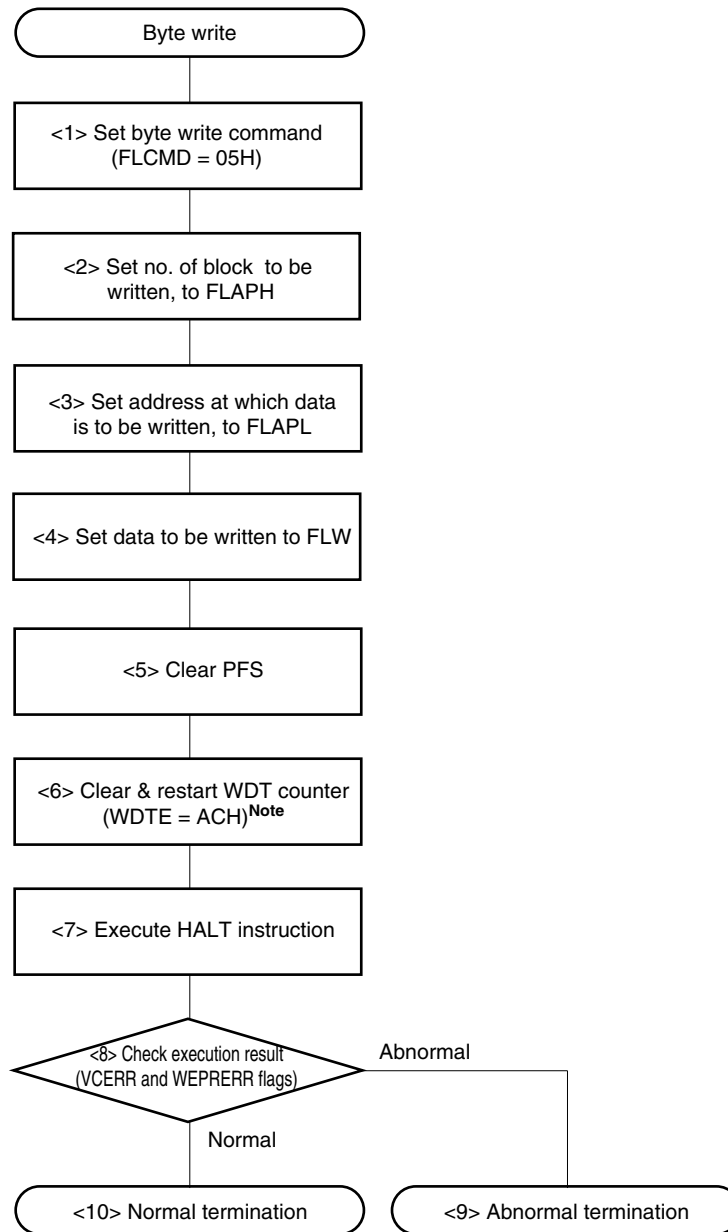 Byte write
<1> Set byte write command
(FLCMD = 05H)
<2> Set no. of block to be
written, to FLAPH
<3> Set address at which data
is to be written, to FLAPL
<4> Set data to be written to FLW
<5> Clear PFS
<6> Clear & restart WDT counter
(WDTE = ACH)Note
<7> Execute HALT instruction
<8> Check execution result
(VCERR and WEPRERR flags)
Abnormal
Normal
<10> Normal termination
<9> Abnormal termination